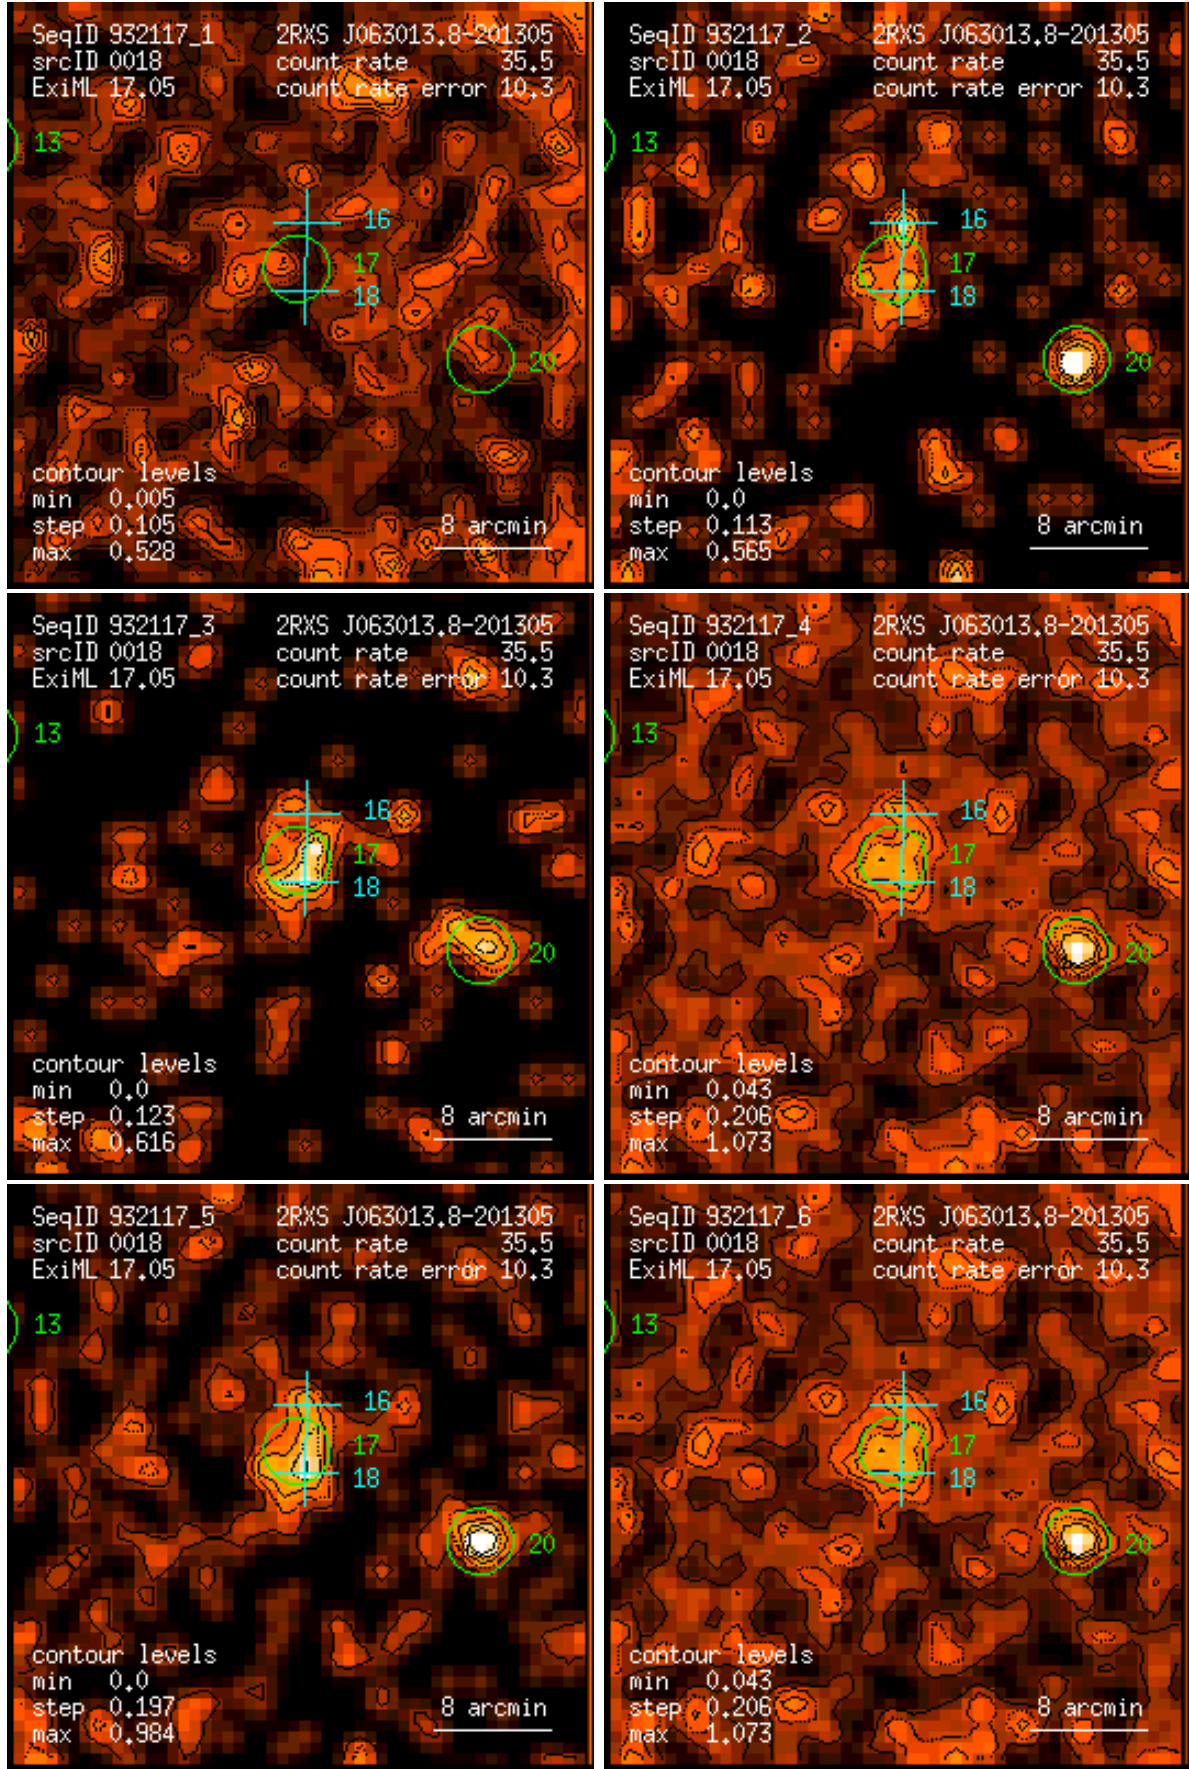 SeqID 932117_1 2RXS J063013.8-201305
srcID 0018 count rate 35.5
ExiML 17.05 count rate error 10.3
13
16
17
18
20
contour levels
min 0.005
step 0.105
max 0.528
8 arcmin
SeqID 932117_2 2RXS J063013.8-201305
srcID 0018 count rate 35.5
ExiML 17.05 count rate error 10.3
13
16
17
18
20
contour levels
min 0.0
step 0.113
max 0.565
8 arcmin
SeqID 932117_3 2RXS J063013.8-201305
srcID 0018 count rate 35.5
ExiML 17.05 count rate error 10.3
13
16
17
18
20
contour levels
min 0.0
step 0.123
max 0.616
8 arcmin
SeqID 932117_4 2RXS J063013.8-201305
srcID 0018 count rate 35.5
ExiML 17.05 count rate error 10.3
13
16
17
18
20
contour levels
min 0.043
step 0.206
max 1.073
8 arcmin
SeqID 932117_5 2RXS J063013.8-201305
srcID 0018 count rate 35.5
ExiML 17.05 count rate error 10.3
13
16
17
18
20
contour levels
min 0.0
step 0.197
max 0.984
8 arcmin
SeqID 932117_6 2RXS J063013.8-201305
srcID 0018 count rate 35.5
ExiML 17.05 count rate error 10.3
13
16
17
18
20
contour levels
min 0.043
step 0.206
max 1.073
8 arcmin